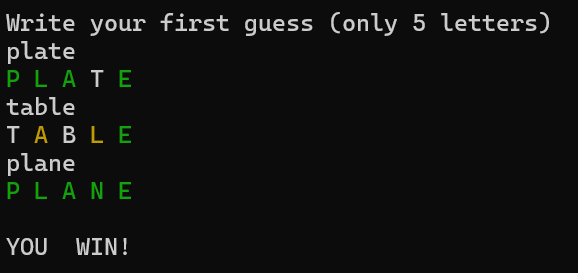 Write your first guess (only 5 letters)
plate
P L A T E
table
T A B L E
plane
P L A N E
YOU  WIN!